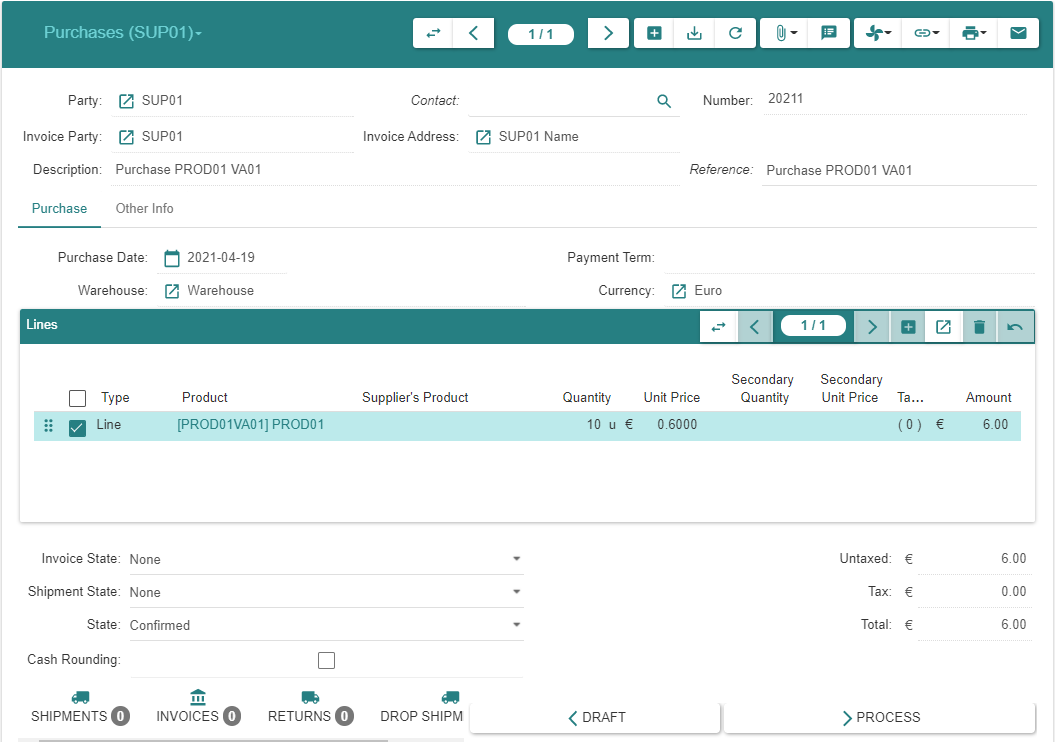 Purchases (SUP01)
1 / 1
Party: SUP01 Contact: Number: 20211
Invoice Party: SUP01 Invoice Address: SUP01 Name
Description: Purchase PROD01 VA01 Reference: Purchase PROD01 VA01
Purchase Other Info
Purchase Date: 2021-04-19 Payment Term:
Warehouse: Warehouse Currency: Euro
Lines 1 / 1
Type Product Supplier's Product Quantity Unit Price Secondary Quantity Secondary Unit Price Ta... Amount
Line [PROD01VA01] PROD01 10 u € 0.6000 ( 0 ) € 6.00
Invoice State: None Untaxed: € 6.00
Shipment State: None Tax: € 0.00
State: Confirmed Total: € 6.00
Cash Rounding:
SHIPMENTS 0 INVOICES 0 RETURNS 0 DROP SHIPM DRAFT PROCESS